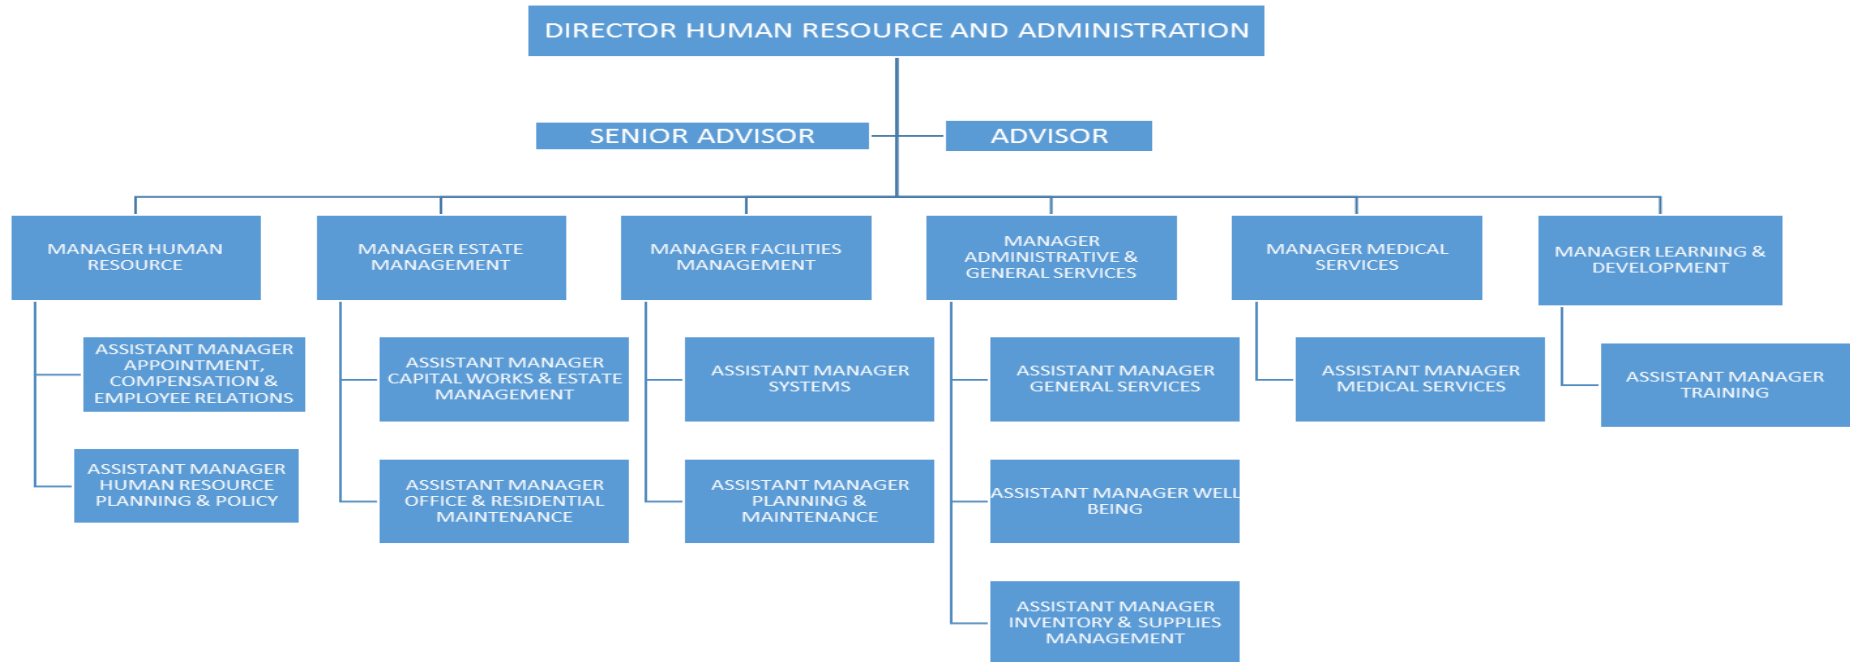 DIRECTOR HUMAN RESOURCE AND ADMINISTRATION
SENIOR ADVISOR
ADVISOR
MANAGER HUMAN
RESOURCE
MANAGER ESTATE
MANAGEMENT
MANAGER FACILITIES
MANAGEMENT
MANAGER
ADMINISTRATIVE &
GENERAL SERVICES
MANAGER MEDICAL
SERVICES
MANAGER LEARNING &
DEVELOPMENT
ASSISTANT MANAGER
APPOINTMENT,
COMPENSATION &
EMPLOYEE RELATIONS
ASSISTANT MANAGER
CAPITAL WORKS & ESTATE
MANAGEMENT
ASSISTANT MANAGER
SYSTEMS
ASSISTANT MANAGER
GENERAL SERVICES
ASSISTANT MANAGER
MEDICAL SERVICES
ASSISTANT MANAGER
TRAINING
ASSISTANT MANAGER
HUMAN RESOURCE
PLANNING & POLICY
ASSISTANT MANAGER
OFFICE & RESIDENTIAL
MAINTENANCE
ASSISTANT MANAGER
PLANNING &
MAINTENANCE
ASSISTANT MANAGER WELL
BEING
ASSISTANT MANAGER
INVENTORY & SUPPLIES
MANAGEMENT